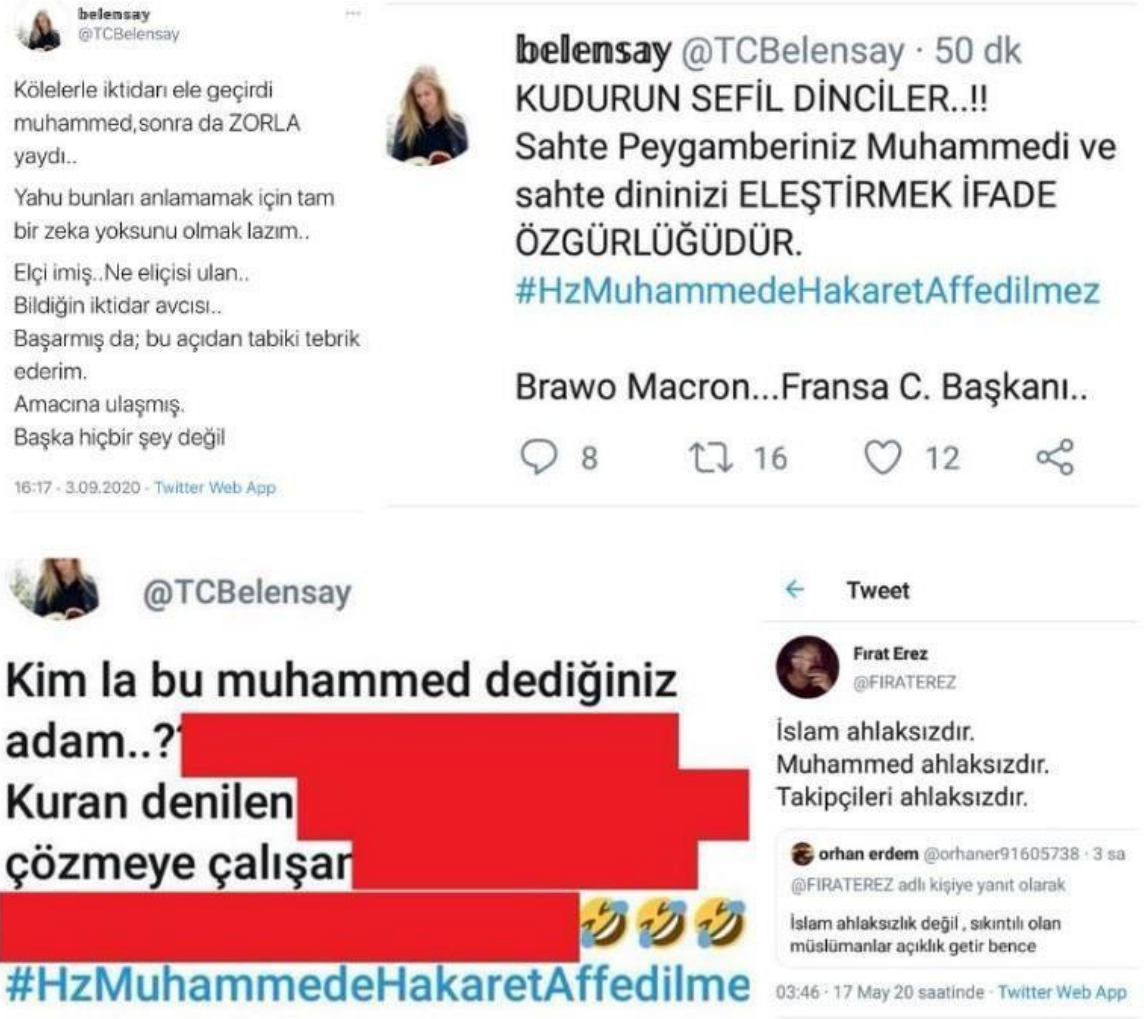 belensay
@TCBelensay
Kölelerle iktidarı ele geçirdi
muhammed,sonra da ZORLA
yaydı..
Yahu bunları anlamamak için tam
bir zeka yoksunu olmak lazım..
Elçi imiş..Ne eliçisi ulan..
Bildiğin iktidar avcısı..
Başarmış da; bu açıdan tabiki tebrik
ederim.
Amacına ulaşmış.
Başka hiçbir şey değil
16:17 · 3.09.2020 · Twitter Web App
belensay @TCBelensay · 50 dk
KUDURUN SEFİL DİNCİLER..!!
Sahte Peygamberiniz Muhammedi ve
sahte dininizi ELEŞTİRMEK İFADE
ÖZGÜRLÜĞÜDÜR.
#HzMuhammedeHakaretAffedilmez
Brawo Macron...Fransa C. Başkanı..
8 16 12
@TCBelensay
Kim la bu muhammed dediğiniz
adam..?
Kuran denilen
çözmeye çalışan
🤣🤣🤣
#HzMuhammedeHakaretAffedilme
Tweet
Fırat Erez
@FIRATEREZ
İslam ahlaksızdır.
Muhammed ahlaksızdır.
Takipçileri ahlaksızdır.
orhan erdem @orhaner91605738 · 3 sa
@FIRATEREZ adlı kişiye yanıt olarak
İslam ahlaksızlık değil , sıkıntılı olan
müslümanlar açıklık getir bence
03:46 · 17 May 20 saatinde · Twitter Web App